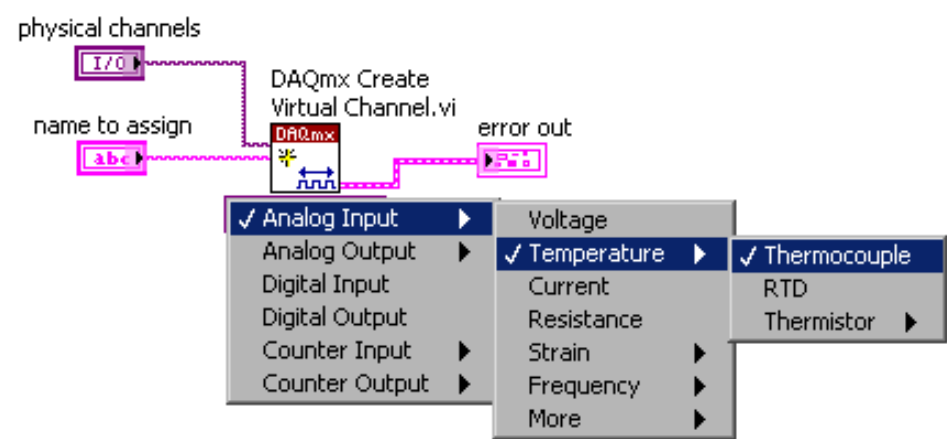 physical channels
I/O
DAQmx Create
Virtual Channel.vi
name to assign
abc
DAQmx
error out
Analog Input
Analog Output
Digital Input
Digital Output
Counter Input
Counter Output
Voltage
Temperature
Current
Resistance
Strain
Frequency
More
Thermocouple
RTD
Thermistor